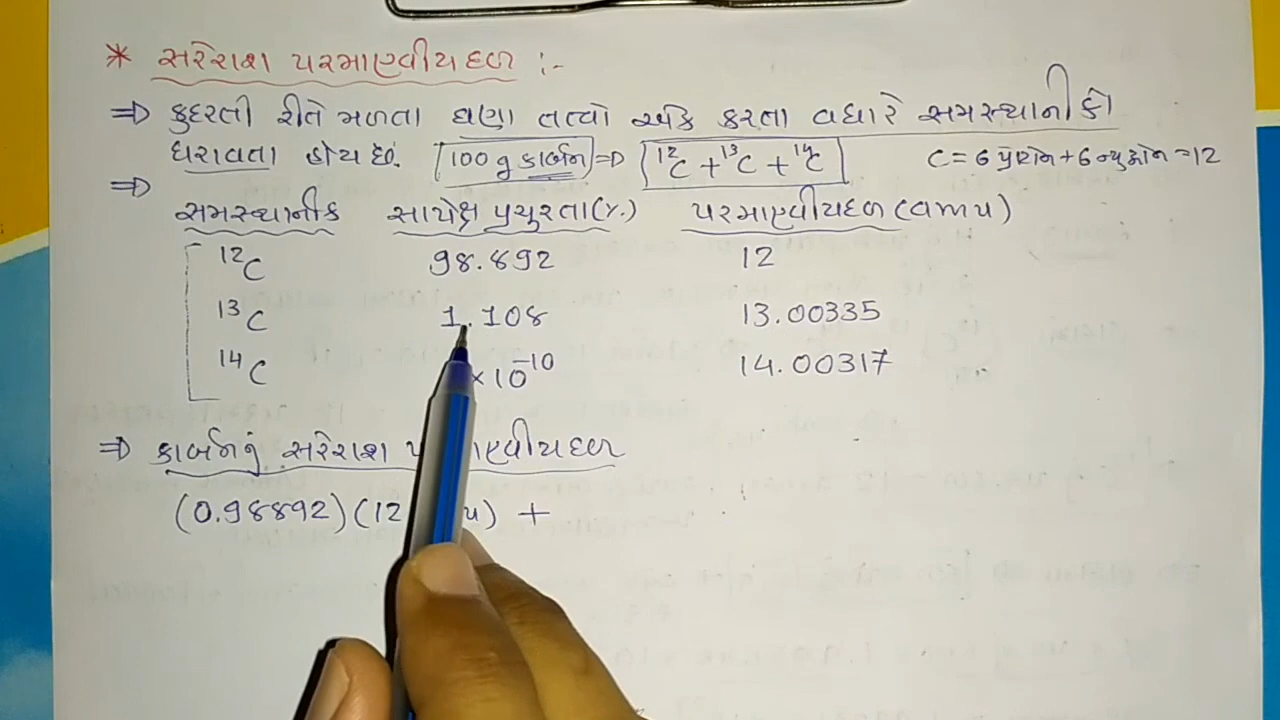 * સરેરાશ પરમાણ્વીયદળ :-
⇒ કુદરતી રીતે મળતા ઘણા તત્વો એક કરતા વધારે સમસ્થાનીકો
ધરાવતા હોય છે. 100 g કાર્બન ⇒ ¹²C + ¹³C + ¹⁴C C = 6 પ્રોટોન + 6 ન્યુટ્રોન = 12
⇒
સમસ્થાનીક સાપેક્ષ પ્રચુરતા(%) પરમાણ્વીયદળ (amu)
¹²C 98.892 12
¹³C 1.108 13.00335
¹⁴C ×10⁻¹⁰ 14.00317
⇒ કાર્બનનું સરેરાશ
(0.98892)(12 u) +